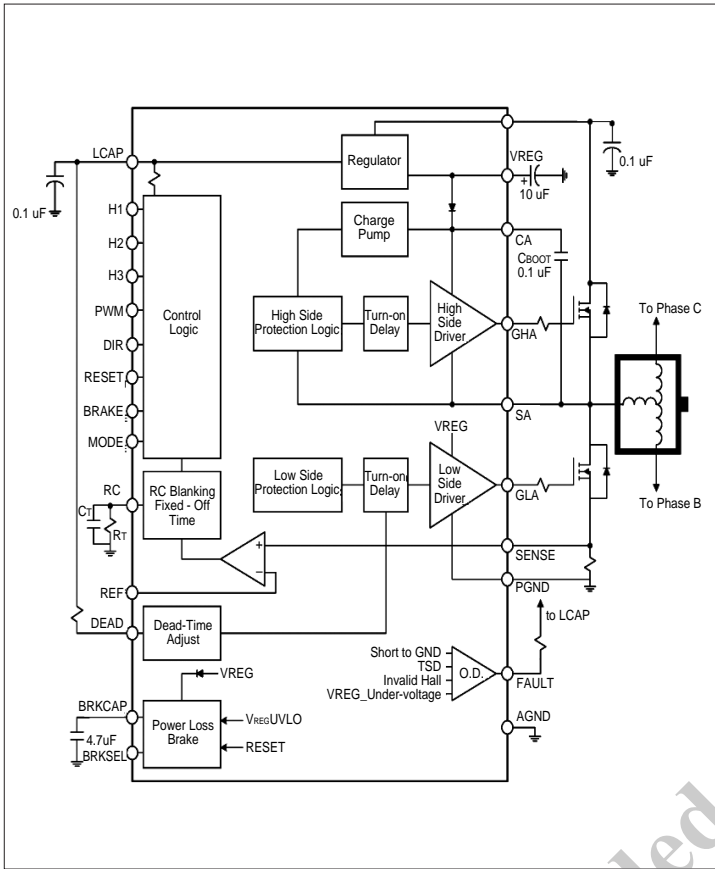 LCAP
0.1 uF
H1
H2
H3
PWM
DIR
RESET
BRAKE
MODE
Control
Logic
RC
CT
RT
RC Blanking
Fixed - Off
Time
REF
DEAD
Dead-Time
Adjust
BRKCAP
4.7uF
BRKSEL
Power Loss
Brake
VREG
VREGUVLO
RESET
Regulator
VREG
+
10 uF
0.1 uF
Charge
Pump
CA
CBOOT
0.1 uF
High Side
Protection Logic
Turn-on
Delay
High
Side
Driver
GHA
SA
To Phase C
To Phase B
VREG
Low Side
Protection Logic
Turn-on
Delay
Low
Side
Driver
GLA
+
–
SENSE
PGND
to LCAP
Short to GND
TSD
Invalid Hall
VREG_Under-voltage
O.D.
FAULT
AGND
led